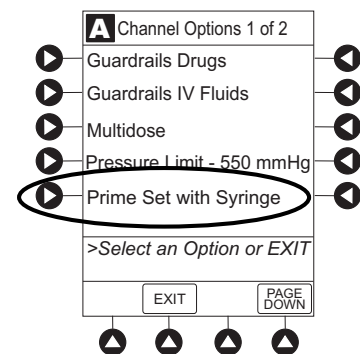 A Channel Options 1 of 2
Guardrails Drugs
Guardrails IV Fluids
Multidose
Pressure Limit - 550 mmHg
Prime Set with Syringe
>Select an Option or EXIT
EXIT
PAGE
DOWN